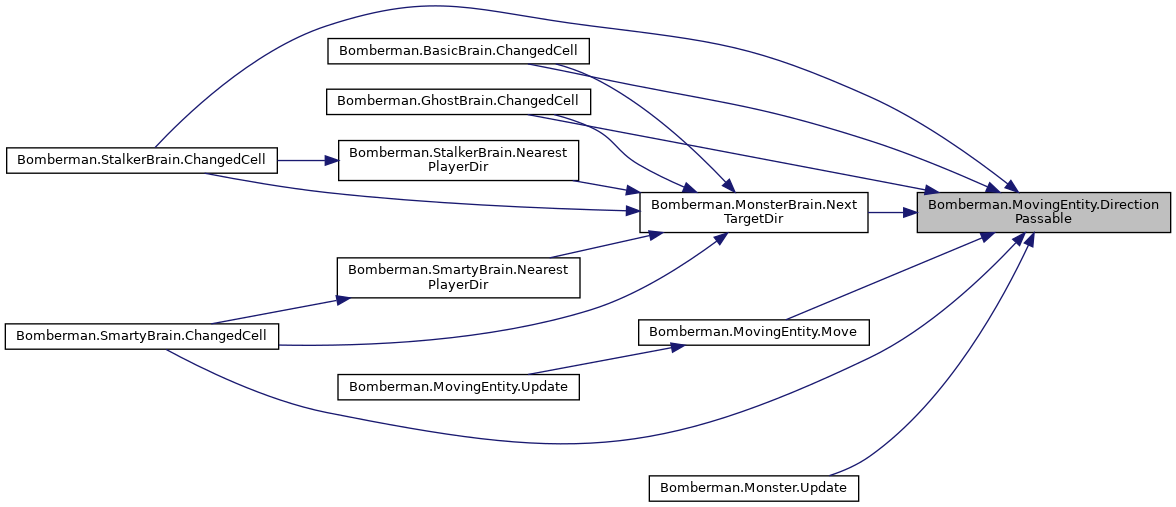 Bomberman.BasicBrain.ChangedCell
Bomberman.GhostBrain.ChangedCell
Bomberman.StalkerBrain.ChangedCell
Bomberman.StalkerBrain.Nearest
PlayerDir
Bomberman.MonsterBrain.Next
TargetDir
Bomberman.MovingEntity.Direction
Passable
Bomberman.SmartyBrain.Nearest
PlayerDir
Bomberman.SmartyBrain.ChangedCell
Bomberman.MovingEntity.Move
Bomberman.MovingEntity.Update
Bomberman.Monster.Update